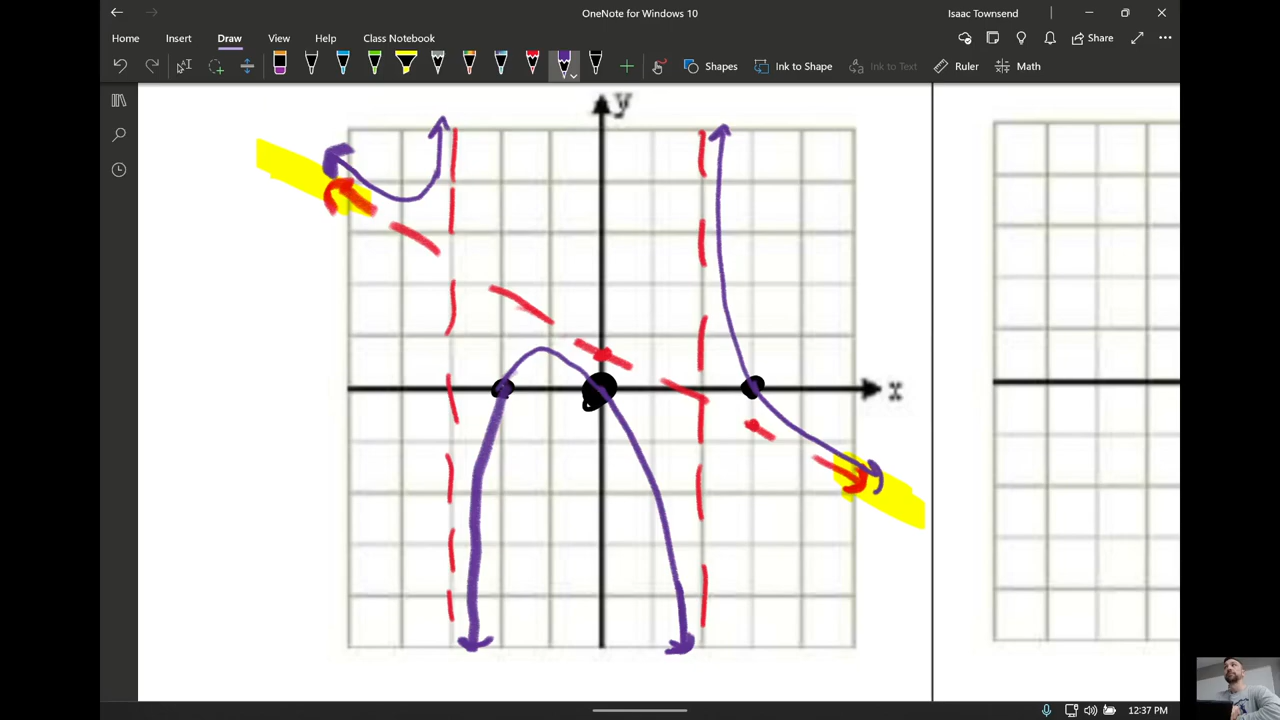 OneNote for Windows 10
Isaac Townsend
Home Insert Draw View Help Class Notebook
Share
Shapes Ink to Shape Ink to Text Ruler Math
y
x
12:37 PM